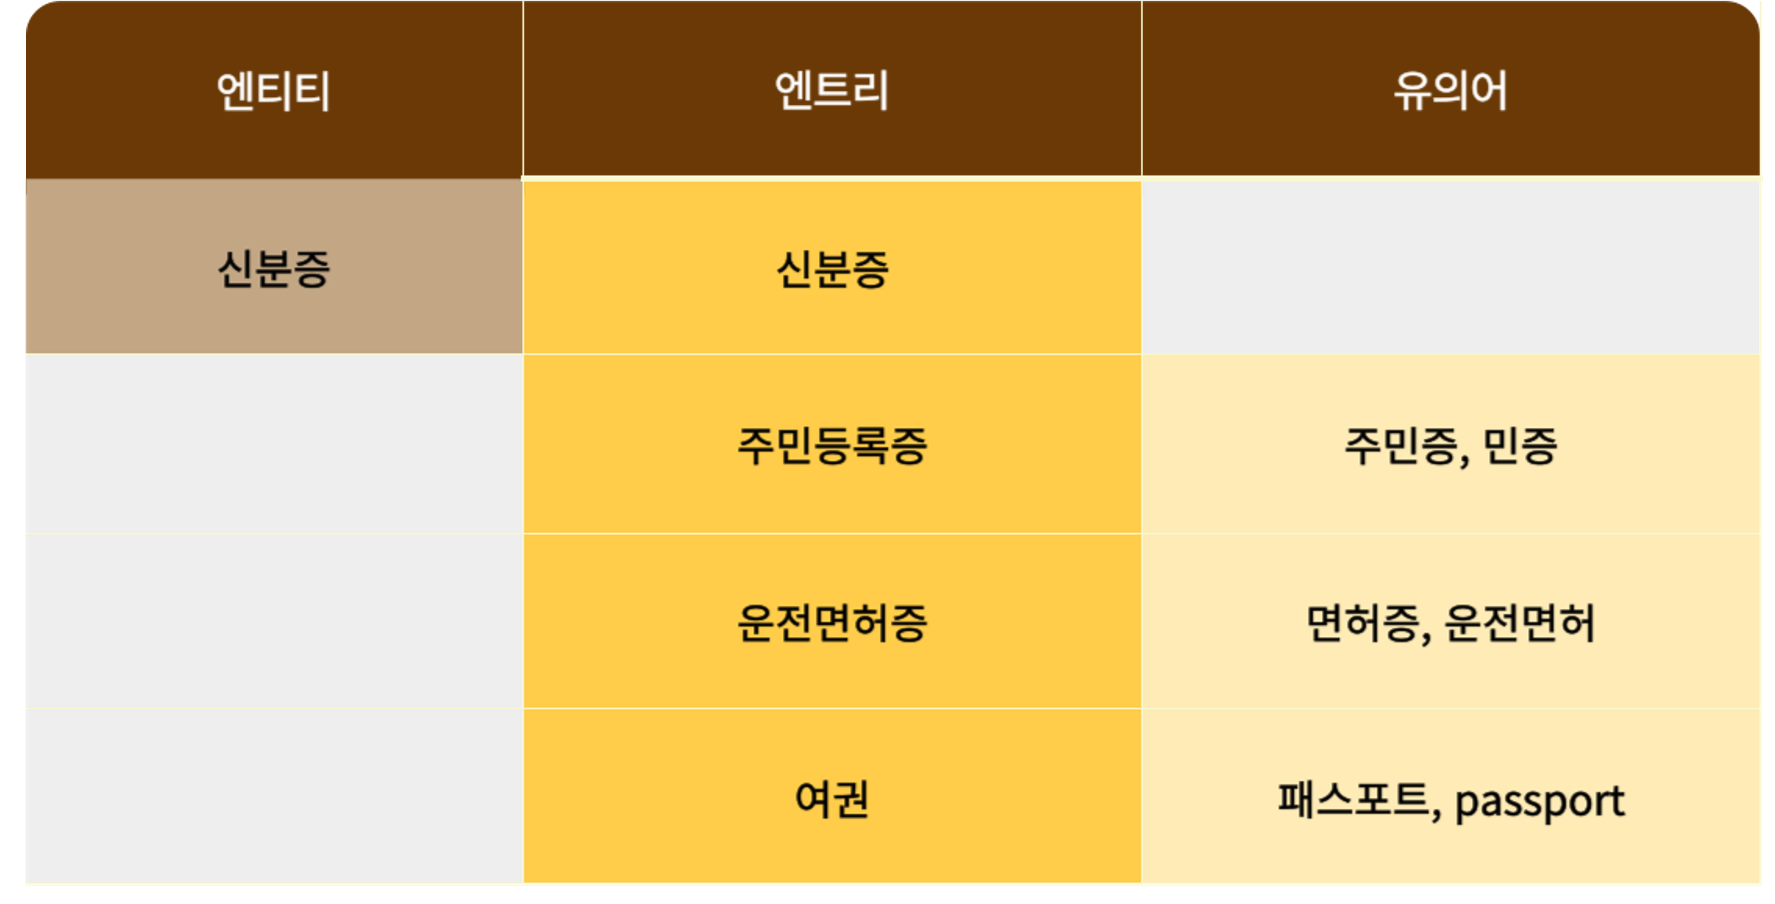 엔티티 엔트리 유의어
신분증 신분증
주민등록증 주민증, 민증
운전면허증 면허증, 운전면허
여권 패스포트, passport